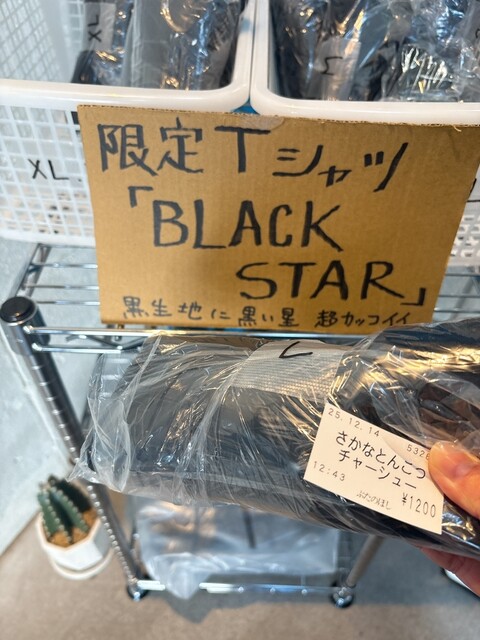 XL
XL
限定Tシャツ
「BLACK
STAR」
黒生地に黒い星 超カッコイイ
L
25.12.14 5326
さかなとんこつ
チャーシュー
12:43 ¥1200